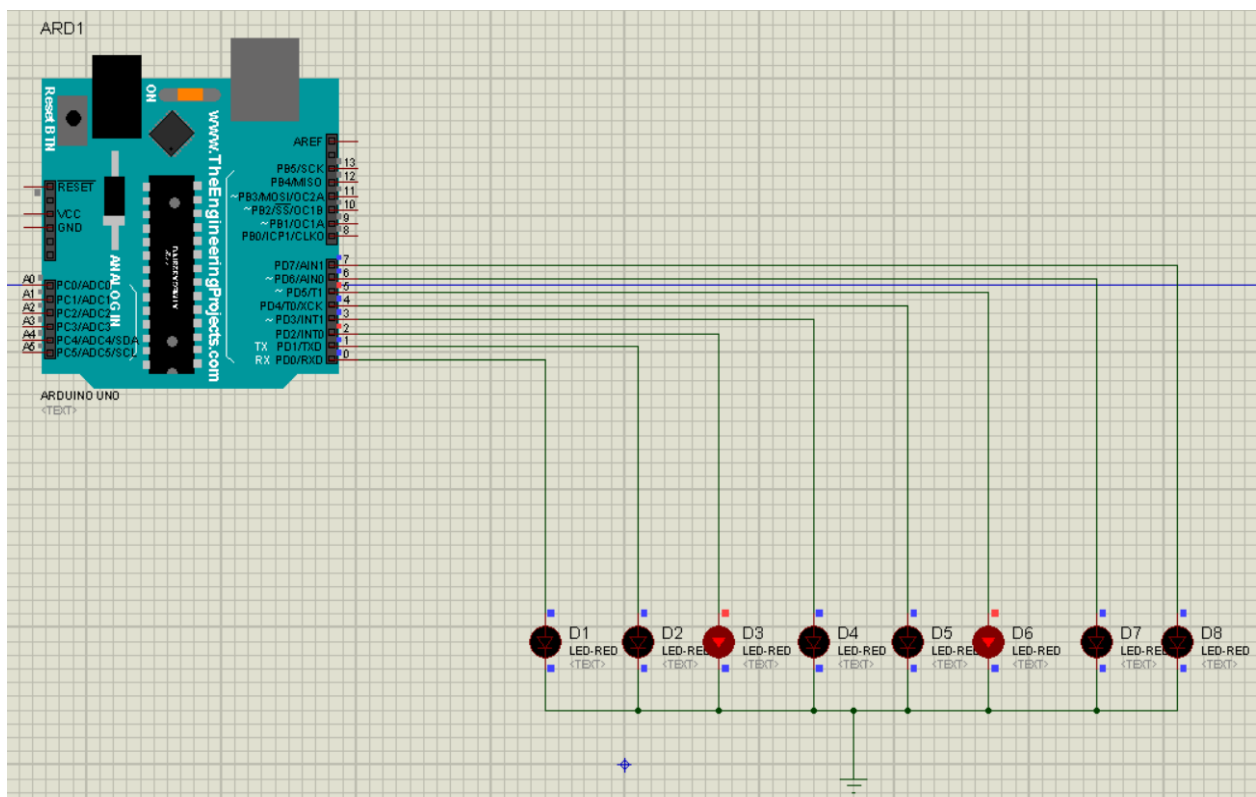 ARD1
Reset BTN
ON
www.TheEngineeringProjects.com
AREF
PB5/SCK 13
PB4/MISO 12
~PB3/MOSI/OC2A 11
~PB2/SS/OC1B 10
~PB1/OC1A 9
PB0/ICP1/CLKO 8
RESET
VCC
GND
ANALOG IN
A0 PC0/ADC0
A1 PC1/ADC1
A2 PC2/ADC2
A3 PC3/ADC3
A4 PC4/ADC4/SDA
A5 PC5/ADC5/SCL
PD7/AIN1 7
~ PD6/AIN0 6
~ PD5/T1 5
PD4/T0/XCK 4
~ PD3/INT1 3
PD2/INT0 2
TX PD1/TXD 1
RX PD0/RXD 0
ARDUINO UNO
<TEXT>
D1 D2 D3 D4 D5 D6 D7 D8
LED-RED LED-RED LED-RED LED-RED LED-RED LED-RED LED-RED LED-RED
<TEXT> <TEXT> <TEXT> <TEXT> <TEXT> <TEXT> <TEXT> <TEXT>